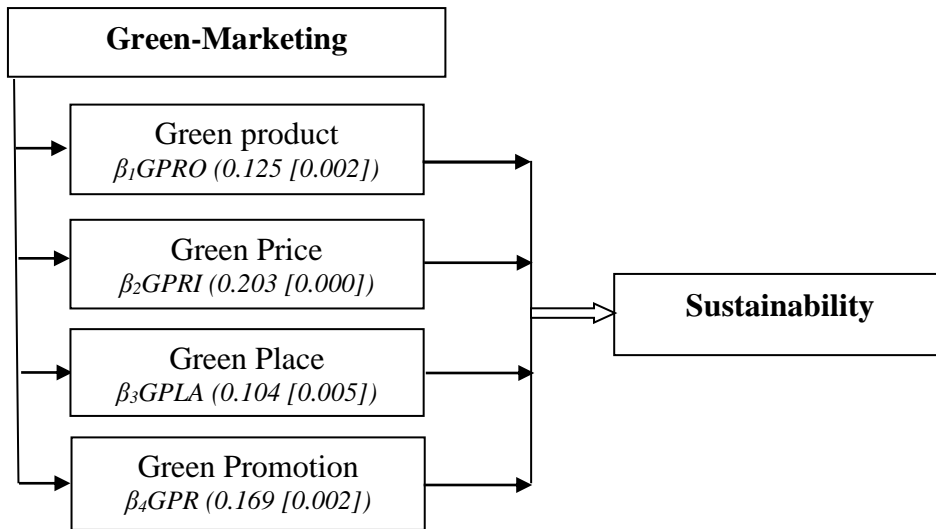 Green-Marketing
Green product
β₁GPRO (0.125 [0.002])
Green Price
β₂GPRI (0.203 [0.000])
Green Place
β₃GPLA (0.104 [0.005])
Green Promotion
β₄GPR (0.169 [0.002])
Sustainability